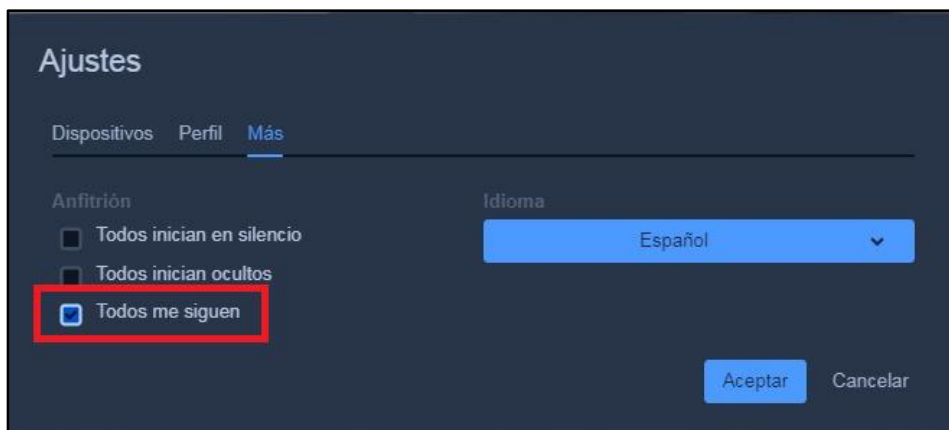 Ajustes
Dispositivos Perfil Más
Anfitrión
Todos inician en silencio
Todos inician ocultos
Todos me siguen
Idioma
Español
Aceptar Cancelar